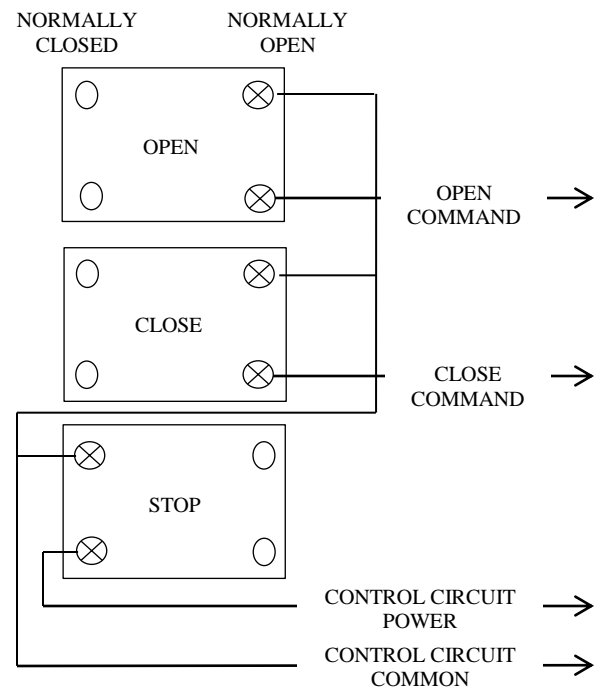 NORMALLY
CLOSED
NORMALLY
OPEN
OPEN
OPEN
COMMAND
CLOSE
CLOSE
COMMAND
STOP
CONTROL CIRCUIT
POWER
CONTROL CIRCUIT
COMMON